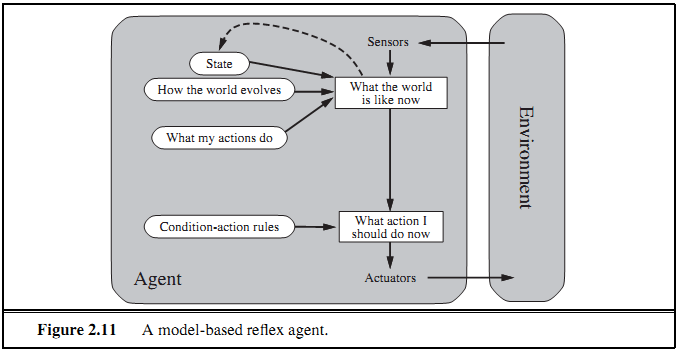 Sensors
State
How the world evolves
What the world
is like now
What my actions do
Environment
Condition-action rules
What action I
should do now
Agent
Actuators
Figure 2.11 A model-based reflex agent.